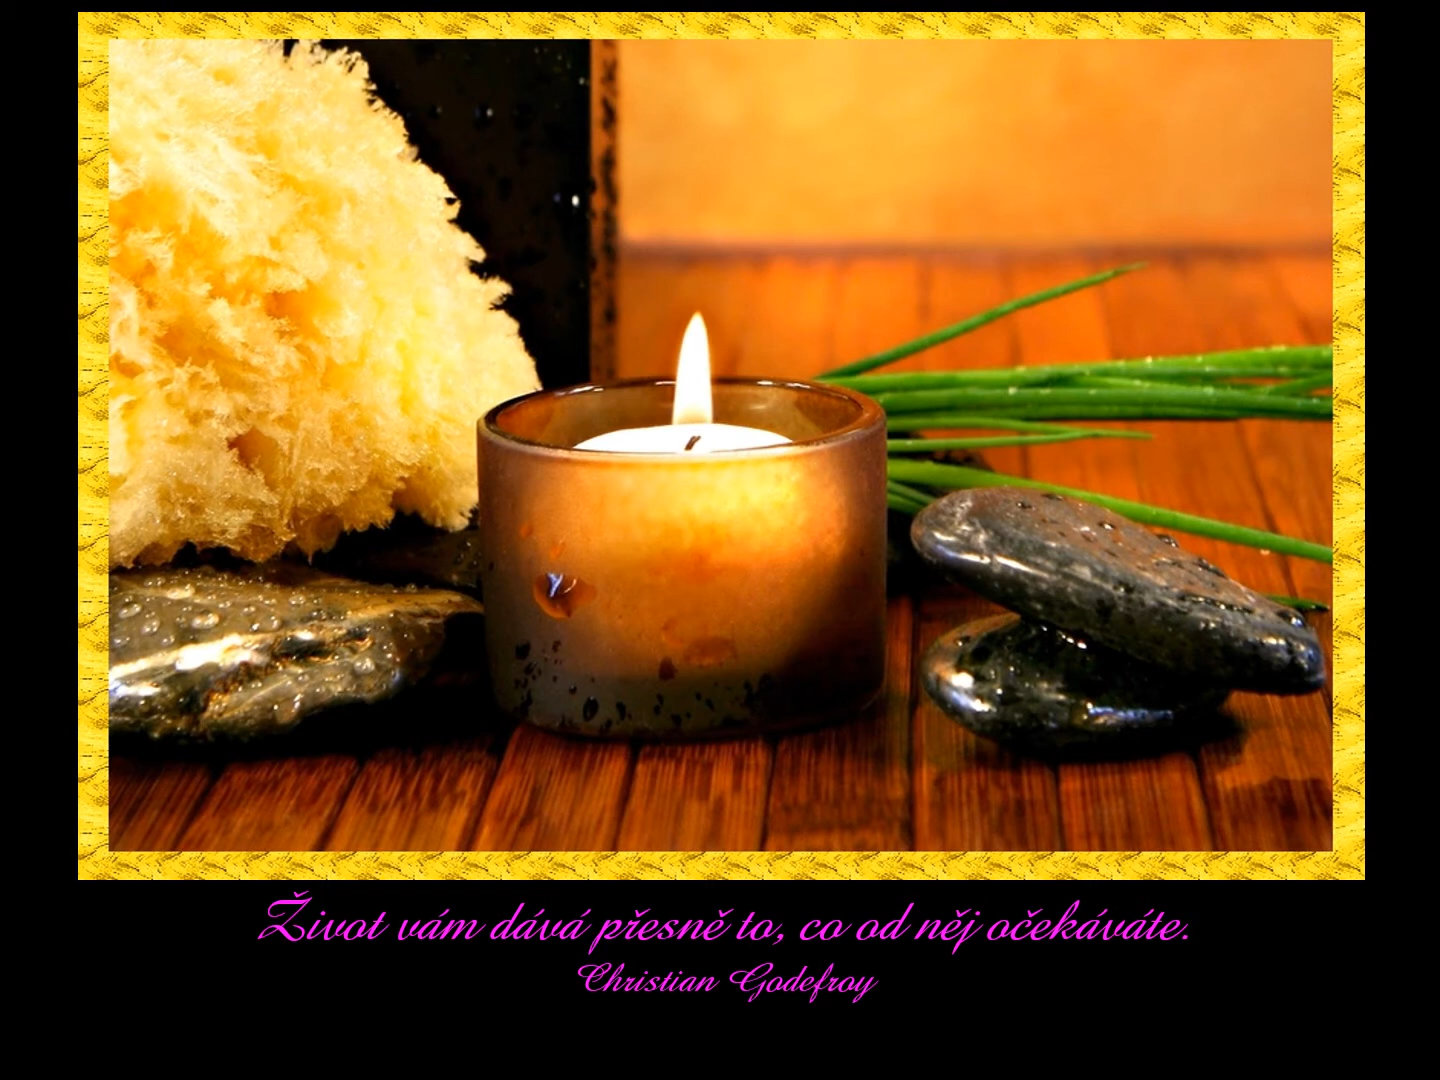 Život vám dává přesně to, co od něj očekáváte.
Christian Godefroy